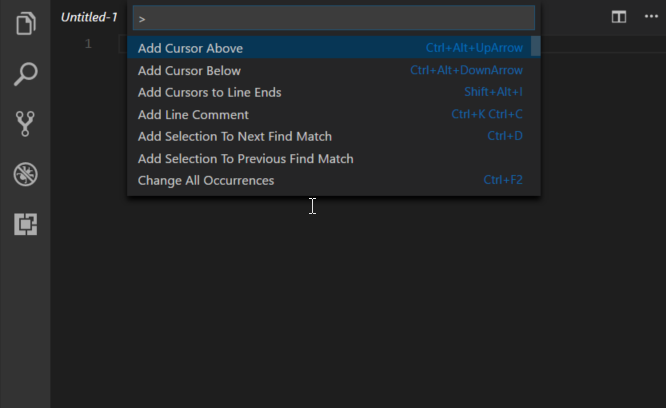 Untitled-1
>
1
Add Cursor Above Ctrl+Alt+UpArrow
Add Cursor Below Ctrl+Alt+DownArrow
Add Cursors to Line Ends Shift+Alt+I
Add Line Comment Ctrl+K Ctrl+C
Add Selection To Next Find Match Ctrl+D
Add Selection To Previous Find Match
Change All Occurrences Ctrl+F2